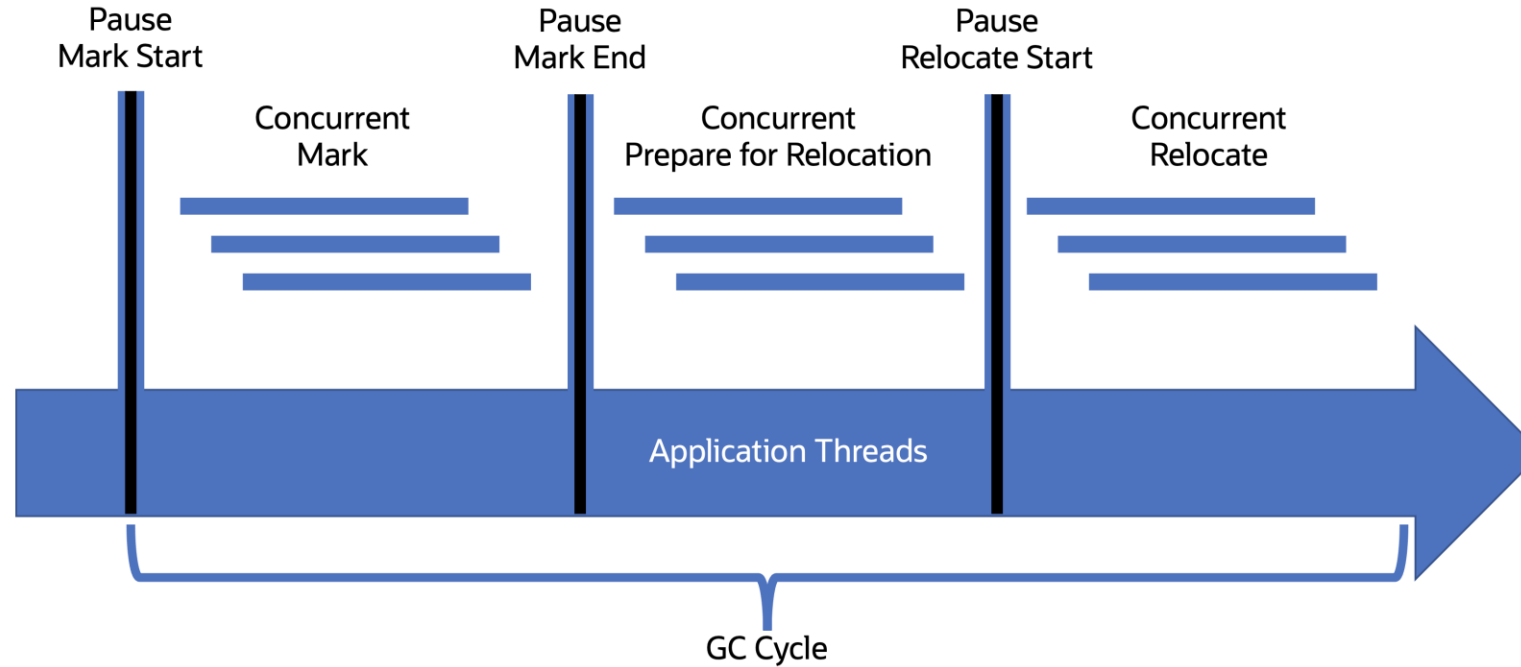 Pause
Mark Start
Pause
Mark End
Pause
Relocate Start
Concurrent
Mark
Concurrent
Prepare for Relocation
Concurrent
Relocate
Application Threads
GC Cycle